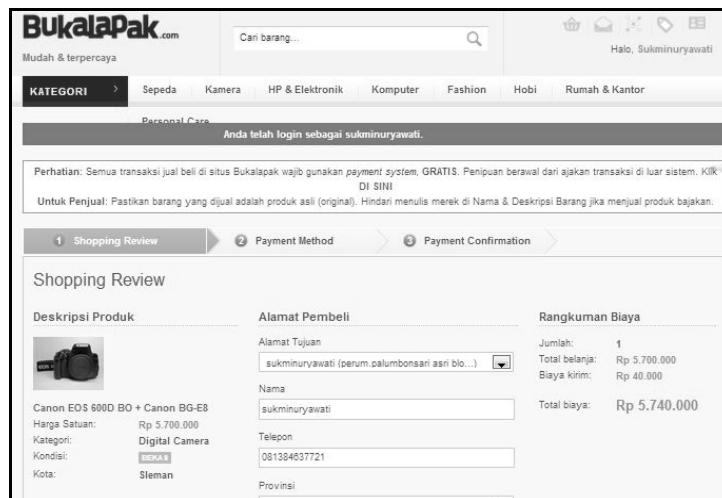 BukalaPak.com
Mudah & terpercaya
Cari barang...
Halo, Sukminuryawati
KATEGORI
Sepeda Kamera HP & Elektronik Komputer Fashion Hobi Rumah & Kantor
Personal Care
Anda telah login sebagai sukminuryawati.
Perhatian: Semua transaksi jual beli di situs Bukalapak wajib gunakan payment system, GRATIS. Penipuan berawal dari ajakan transaksi di luar sistem. Klik
DI SINI
Untuk Penjual: Pastikan barang yang dijual adalah produk asli (original). Hindari menulis merek di Nama & Deskripsi Barang jika menjual produk bajakan.
1 Shopping Review 2 Payment Method 3 Payment Confirmation
Shopping Review
Deskripsi Produk
Canon EOS 600D BO + Canon BG-E8
Harga Satuan: Rp 5.700.000
Kategori: Digital Camera
Kondisi: BEKAS
Kota: Sleman
Alamat Pembeli
Alamat Tujuan
sukminuryawati (perum.palumbonsari asri blo...)
Nama
sukminuryawati
Telepon
081384637721
Provinsi
Rangkuman Biaya
Jumlah: 1
Total belanja: Rp 5.700.000
Biaya kirim: Rp 40.000
Total biaya: Rp 5.740.000